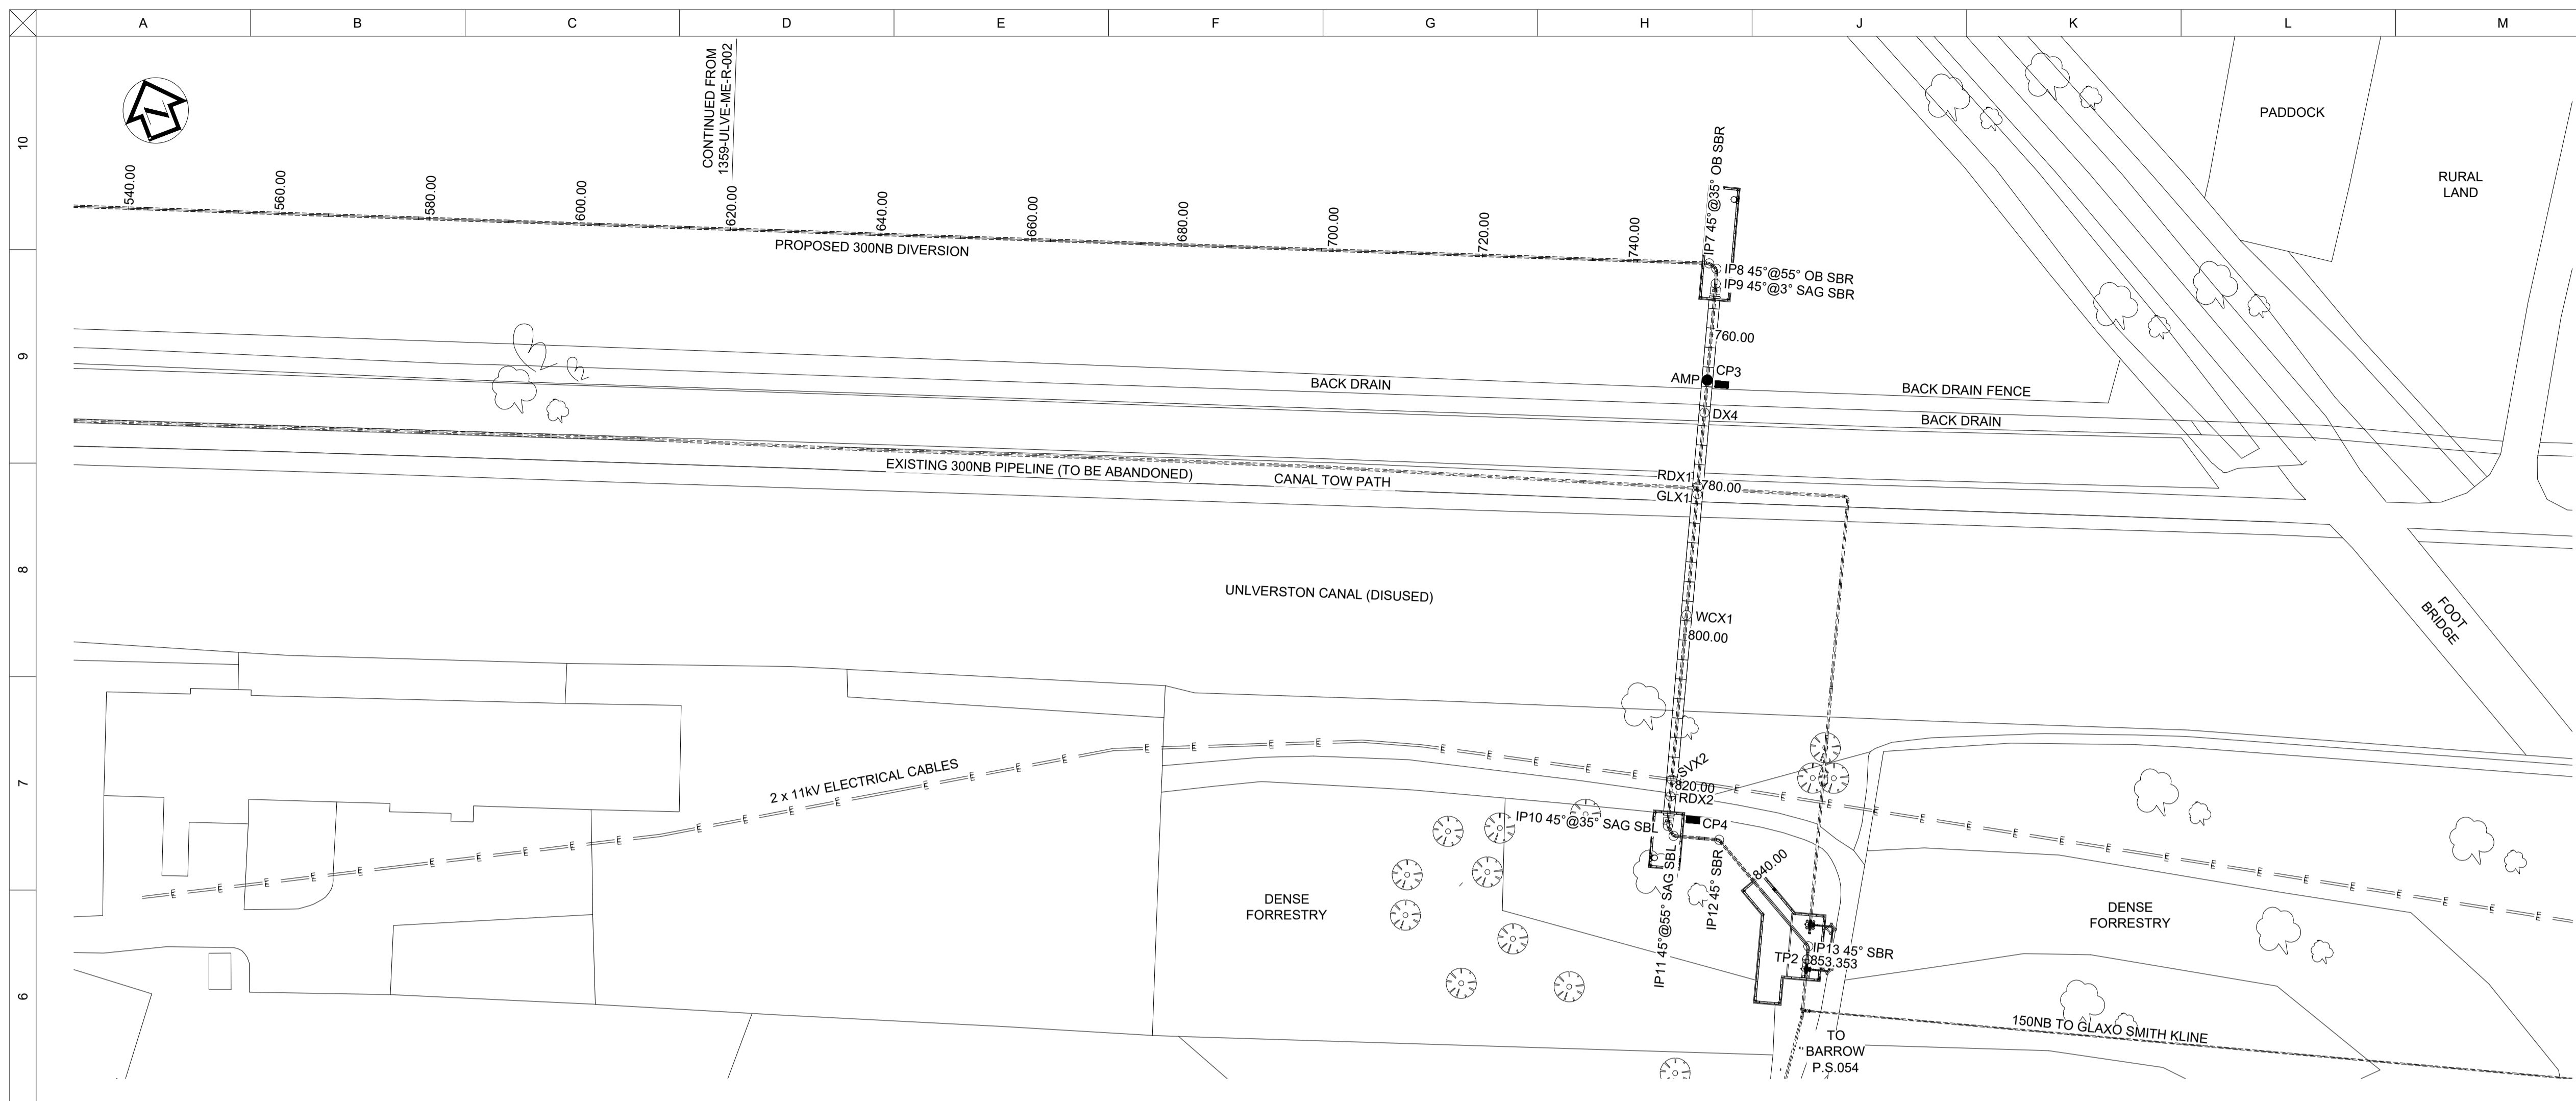 A
B
C
D
E
F
G
H
J
K
L
M
10
9
8
7
6
N
CONTINUED FROM
1359-ULVE-ME-R-002
540.00
560.00
580.00
600.00
620.00
640.00
660.00
680.00
700.00
720.00
740.00
PROPOSED 300NB DIVERSION
IP7 45°@35° OB SBR
IP8 45°@55° OB SBR
IP9 45°@3° SAG SBR
760.00
PADDOCK
RURAL
LAND
AMP
CP3
BACK DRAIN
BACK DRAIN FENCE
DX4
BACK DRAIN
EXISTING 300NB PIPELINE (TO BE ABANDONED)
CANAL TOW PATH
RDX1
780.00
GLX1
UNLVERSTON CANAL (DISUSED)
WCX1
800.00
FOOT
BRIDGE
2 x 11kV ELECTRICAL CABLES
E E E E E E E E E E E E E E E E E E E E E E E E E E E E E E E E E E E E E E
SVX2
820.00
RDX2
IP10 45°@35° SAG SBL
CP4
IP11 45°@55° SAG SBL
IP12 45° SBR
840.00
DENSE
FORRESTRY
DENSE
FORRESTRY
IP13 45° SBR
TP2
853.353
150NB TO GLAXO SMITH KLINE
TO
BARROW
P.S.054